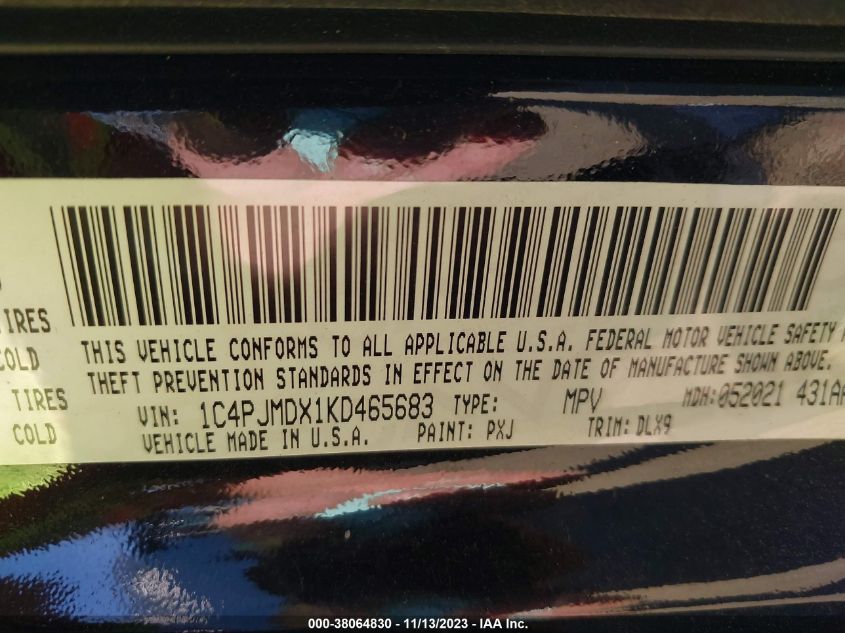 TIRES
COLD
THIS VEHICLE CONFORMS TO ALL APPLICABLE U.S.A. FEDERAL MOTOR VEHICLE SAFETY
THEFT PREVENTION STANDARDS IN EFFECT ON THE DATE OF MANUFACTURE SHOWN ABOVE.
TIRES
COLD
VIN: 1C4PJMDX1KD465683 TYPE: MPV MDH:052021 431AA
VEHICLE MADE IN U.S.A. PAINT: PXJ TRIM: DLX9
000-38064830 - 11/13/2023 - IAA Inc.